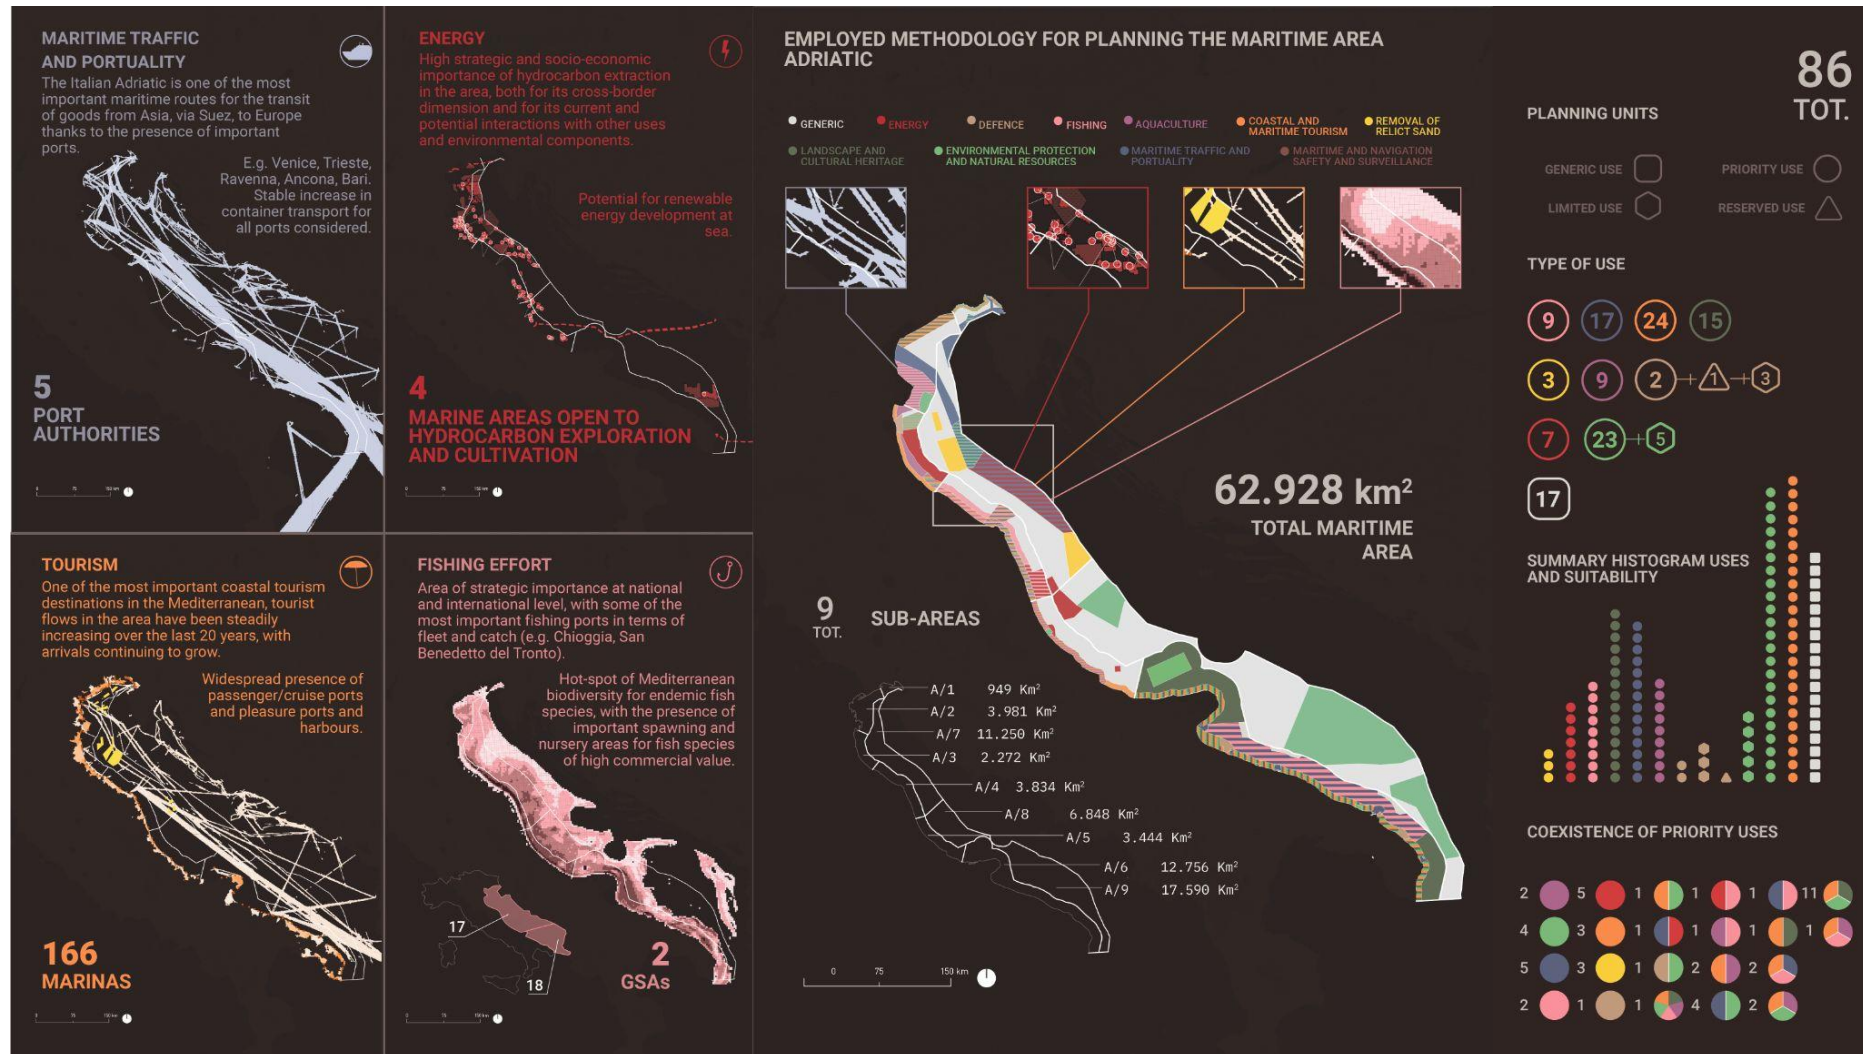 MARITIME TRAFFIC
AND PORTUALITY
The Italian Adriatic is one of the most
important maritime routes for the transit
of goods from Asia, via Suez, to Europe
thanks to the presence of important
ports.
E.g. Venice, Trieste,
Ravenna, Ancona, Bari.
Stable increase in
container transport for
all ports considered.
5
PORT
AUTHORITIES
0 75 150 km
ENERGY
High strategic and socio-economic
importance of hydrocarbon extraction
in the area, both for its cross-border
dimension and for its current and
potential interactions with other uses
and environmental components.
Potential for renewable
energy development at
sea.
4
MARINE AREAS OPEN TO
HYDROCARBON EXPLORATION
AND CULTIVATION
0 75 150 km
TOURISM
One of the most important coastal tourism
destinations in the Mediterranean, tourist
flows in the area have been steadily
increasing over the last 20 years, with
arrivals continuing to grow.
Widespread presence of
passenger/cruise ports
and pleasure ports and
harbours.
166
MARINAS
0 75 150 km
FISHING EFFORT
Area of strategic importance at national
and international level, with some of the
most important fishing ports in terms of
fleet and catch (e.g. Chioggia, San
Benedetto del Tronto).
Hot-spot of Mediterranean
biodiversity for endemic fish
species, with the presence of
important spawning and
nursery areas for fish species
of high commercial value.
17
18
2
GSAs
0 75 150 km
EMPLOYED METHODOLOGY FOR PLANNING THE MARITIME AREA
ADRIATIC
GENERIC
ENERGY
DEFENCE
FISHING
AQUACULTURE
COASTAL AND
MARITIME TOURISM
REMOVAL OF
RELICT SAND
LANDSCAPE AND
CULTURAL HERITAGE
ENVIRONMENTAL PROTECTION
AND NATURAL RESOURCES
MARITIME TRAFFIC AND
PORTUALITY
MARITIME AND NAVIGATION
SAFETY AND SURVEILLANCE
62.928 km²
TOTAL MARITIME
AREA
9
TOT.
SUB-AREAS
A/1 949 Km²
A/2 3.981 Km²
A/7 11.250 Km²
A/3 2.272 Km²
A/4 3.834 Km²
A/8 6.848 Km²
A/5 3.444 Km²
A/6 12.756 Km²
A/9 17.590 Km²
0 75 150 km
86
TOT.
PLANNING UNITS
GENERIC USE
PRIORITY USE
LIMITED USE
RESERVED USE
TYPE OF USE
9 17 24 15
3 9 2 + 1 + 3
7 23 + 5
17
SUMMARY HISTOGRAM USES
AND SUITABILITY
COEXISTENCE OF PRIORITY USES
2 5 1 1 1 11
4 3 1 1 1 1
5 3 1 2 2
2 1 1 4 2